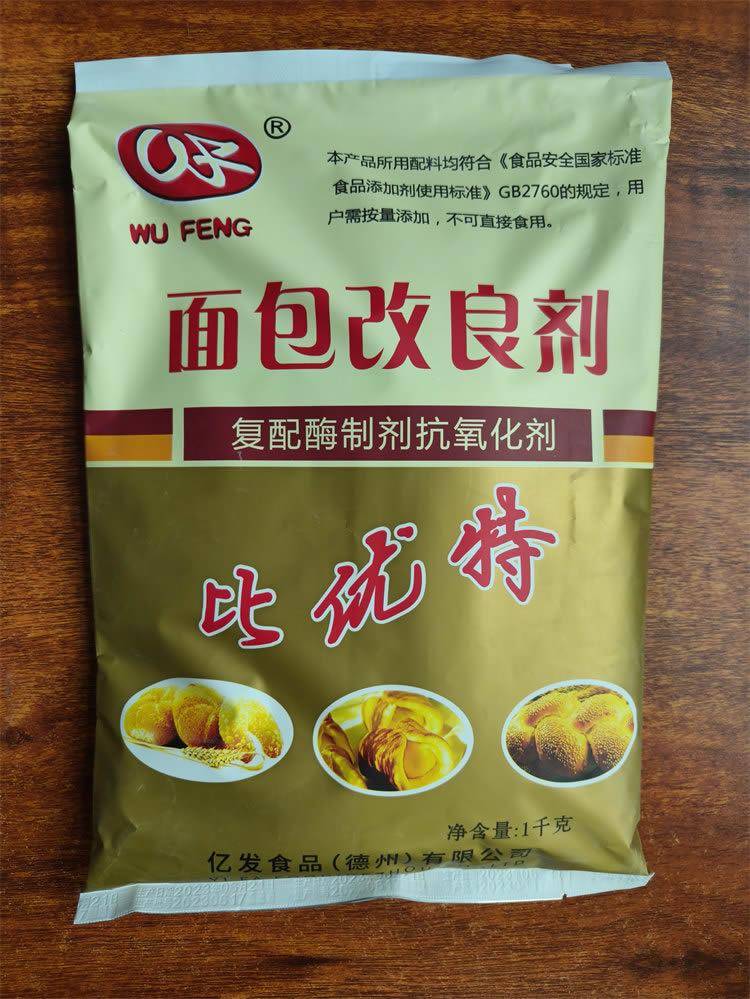 ®
WU FENG
本产品所用配料均符合《食品安全国家标准
食品添加剂使用标准》GB2760的规定，用
户需按量添加，不可直接食用。
面包改良剂
复配酶制剂抗氧化剂
比优特
净含量:1千克
亿发食品(德州)有限公司
20230617